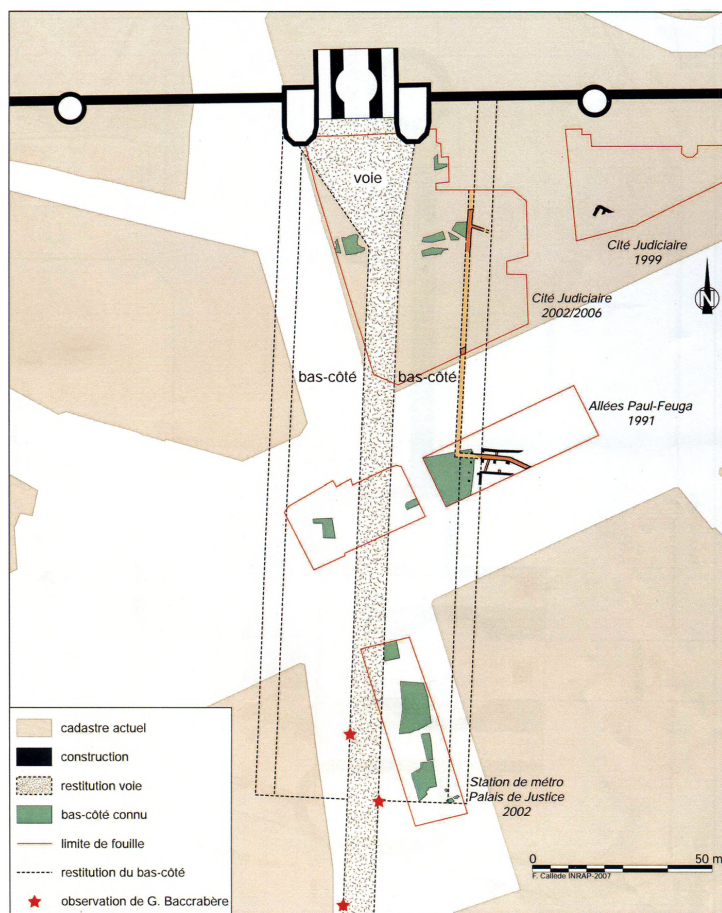 voie
Cité Judiciaire
1999
N
Cité Judiciaire
2002/2006
bas-côté
bas-côté
Allées Paul-Feuga
1991
Station de métro
Palais de Justice
2002
cadastre actuel
construction
restitution voie
bas-côté connu
limite de fouille
restitution du bas-côté
observation de G. Baccrabère
0
50 m
F. Callède INRAP-2007